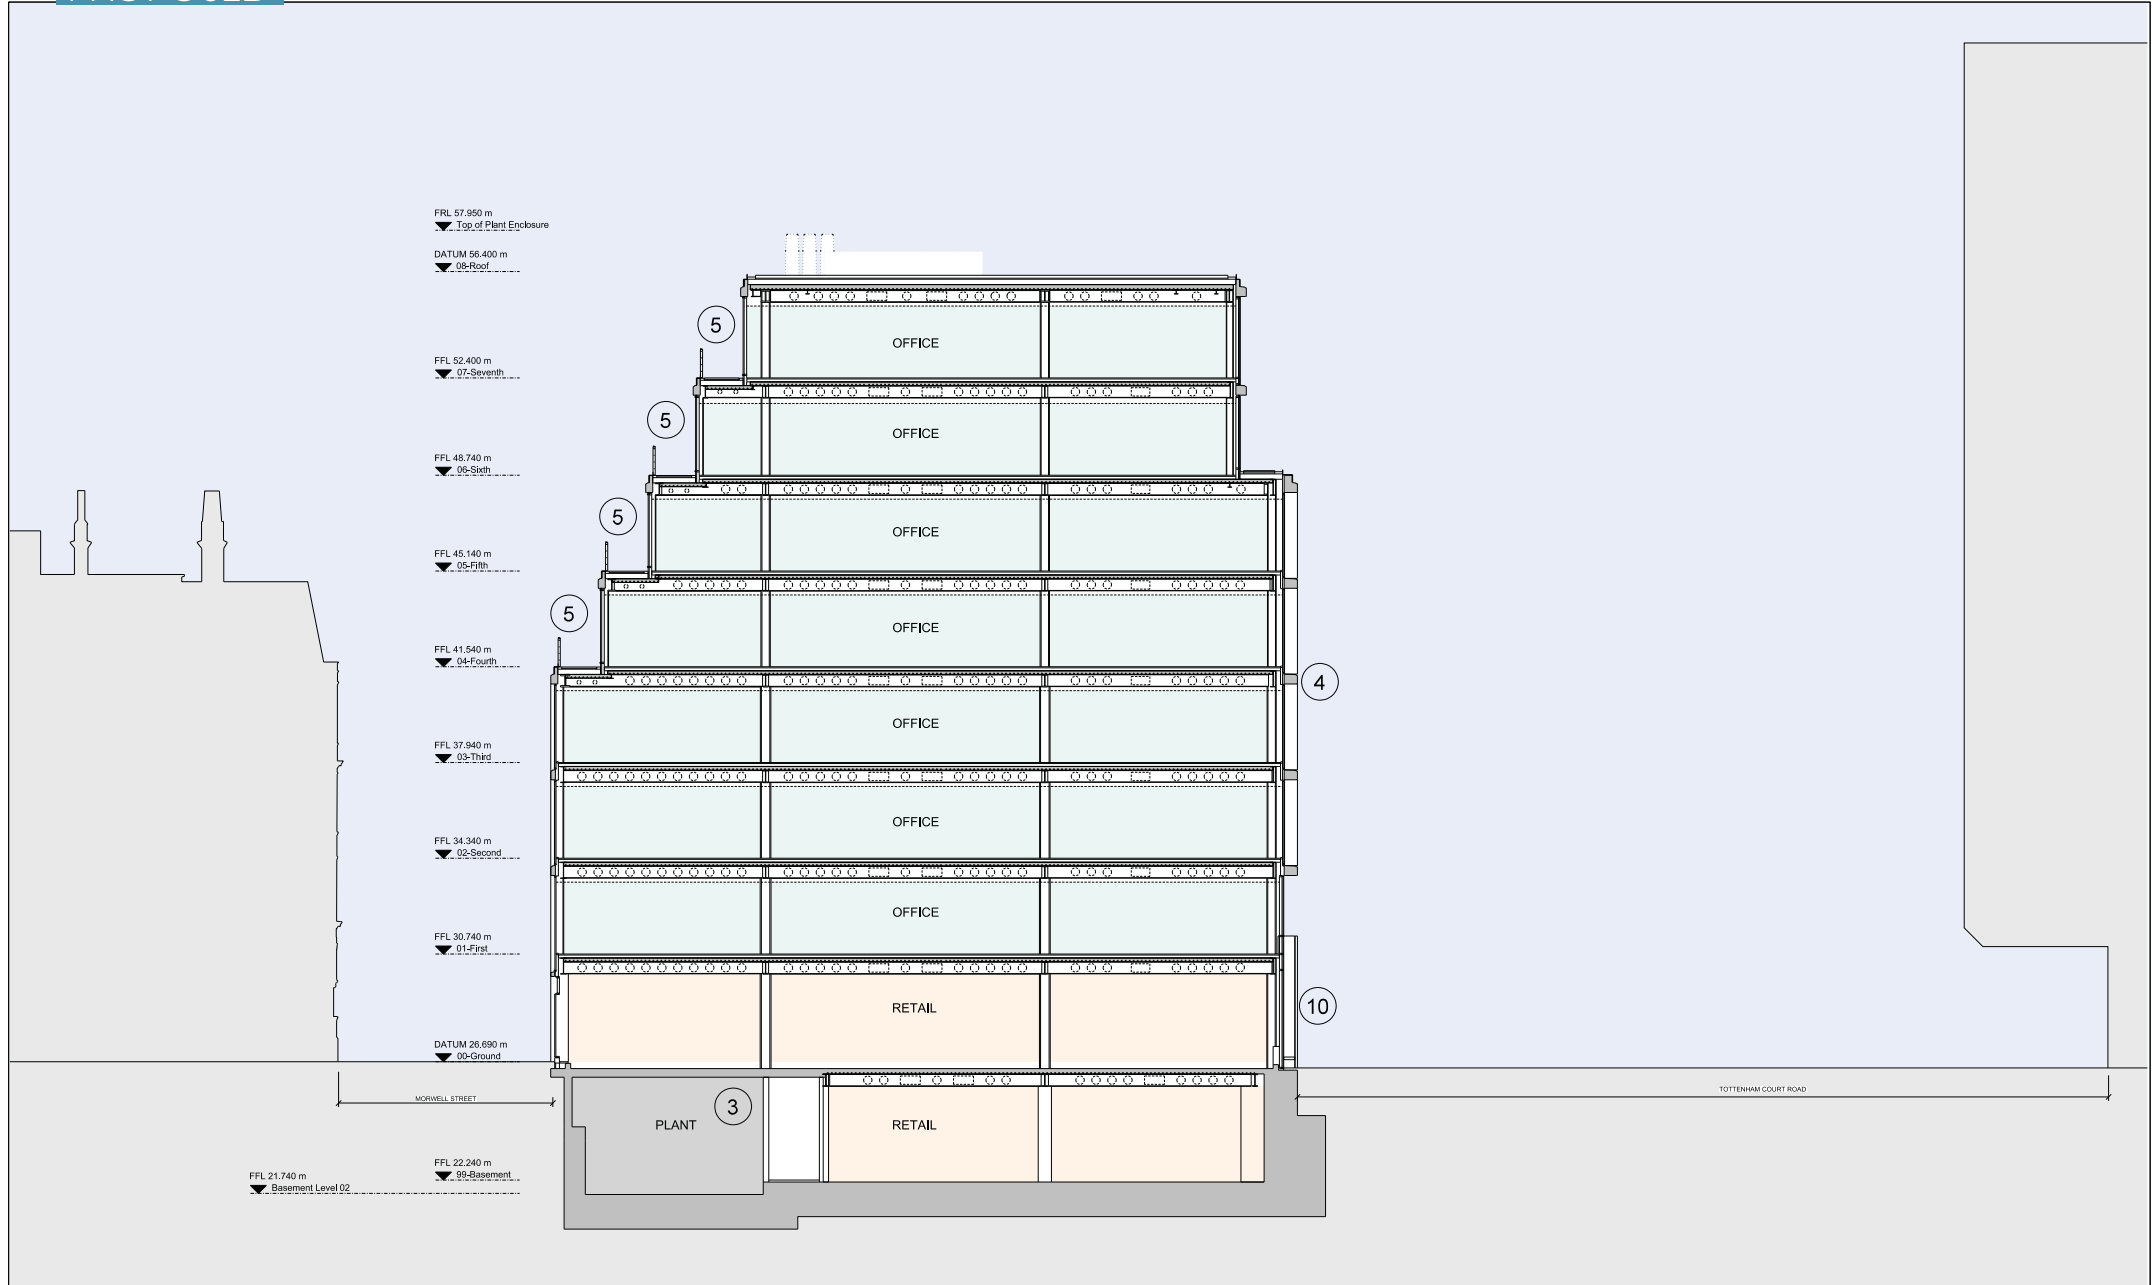 PROPOSED
FRL 57.950 m
Top of Plant Enclosure
DATUM 56.400 m
08-Roof
5
OFFICE
FFL 52.400 m
07-Seventh
5
OFFICE
FFL 48.740 m
06-Sixth
5
OFFICE
FFL 45.140 m
05-Fifth
5
OFFICE
FFL 41.540 m
04-Fourth
4
OFFICE
FFL 37.940 m
03-Third
OFFICE
FFL 34.340 m
02-Second
OFFICE
FFL 30.740 m
01-First
RETAIL
10
DATUM 26.690 m
00-Ground
MORWELL STREET
TOTTENHAM COURT ROAD
3
PLANT
RETAIL
FFL 22.240 m
99-Basement
FFL 21.740 m
Basement Level 02